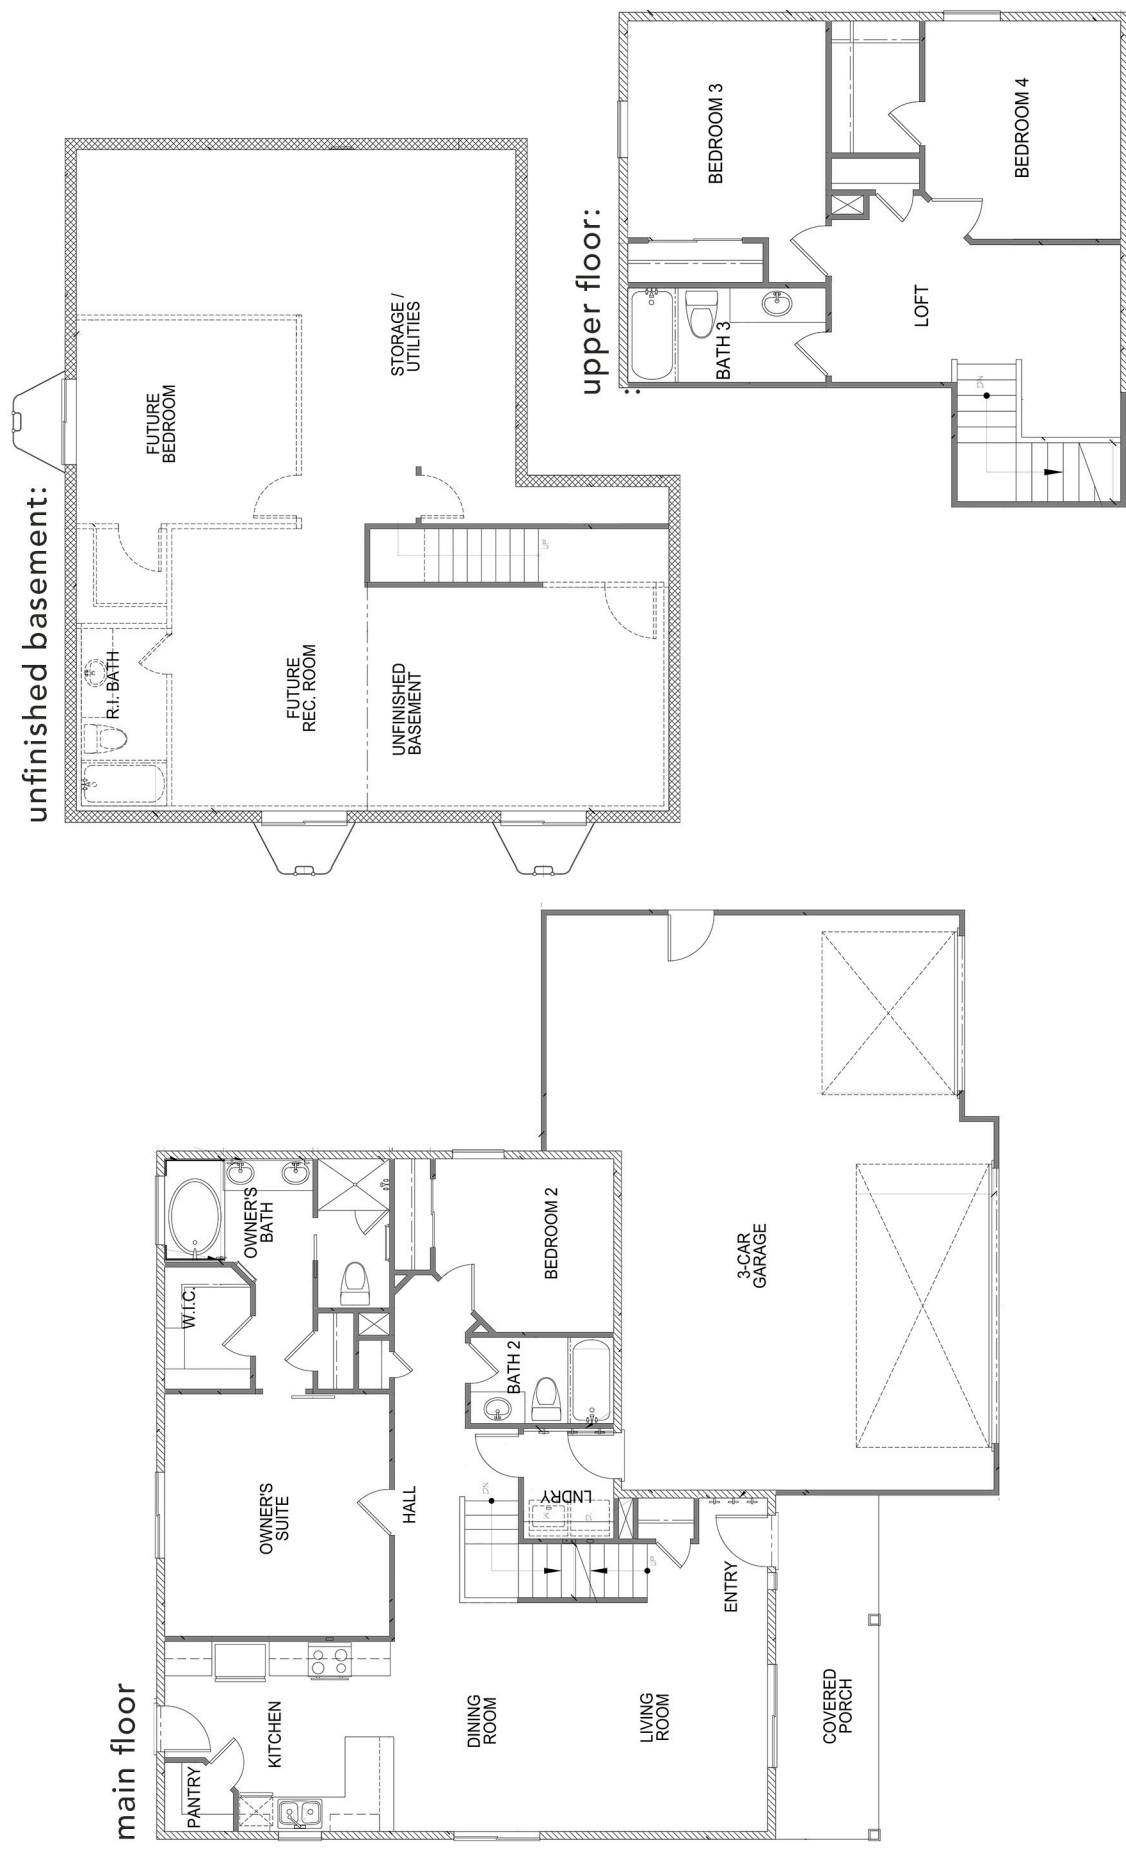 main floor
PANTRY
KITCHEN
DINING
ROOM
LIVING
ROOM
COVERED
PORCH
OWNER'S
SUITE
HALL
ENTRY
DN
UP
LNDRY
W.I.C.
OWNER'S
BATH
BATH 2
BEDROOM 2
3-CAR
GARAGE
unfinished basement:
R.I. BATH
FUTURE
REC. ROOM
UNFINISHED
BASEMENT
FUTURE
BEDROOM
STORAGE /
UTILITIES
UP
upper floor:
BATH 3
BEDROOM 3
LOFT
DN
BEDROOM 4